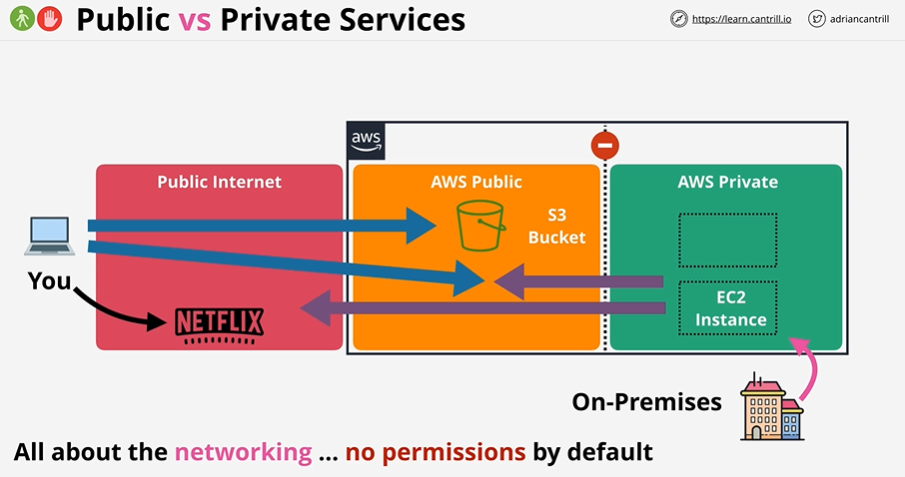 Public vs Private Services
https://learn.cantrill.io
adriancantrill
aws
Public Internet
AWS Public
AWS Private
S3
Bucket
You
NETFLIX
EC2
Instance
On-Premises
All about the networking ... no permissions by default